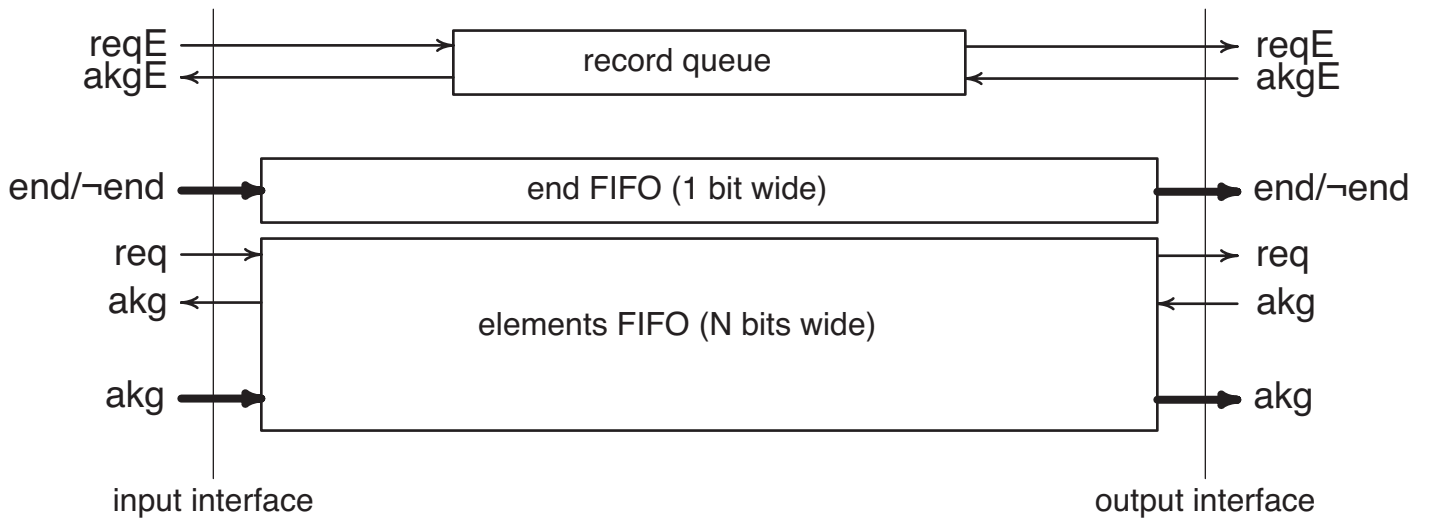 reqE record queue reqE
akgE akgE
end/¬end end FIFO (1 bit wide) end/¬end
req req
akg elements FIFO (N bits wide) akg
akg akg
input interface output interface